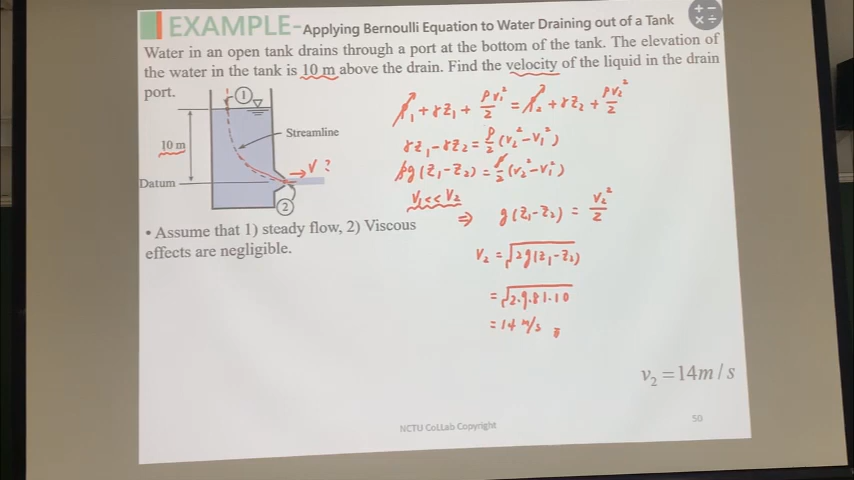 EXAMPLE-Applying Bernoulli Equation to Water Draining out of a Tank
Water in an open tank drains through a port at the bottom of the tank. The elevation of
the water in the tank is 10 m above the drain. Find the velocity of the liquid in the drain
port.
1
Streamline
10 m
V ?
Datum
2
• Assume that 1) steady flow, 2) Viscous
effects are negligible.
p₁ + γz₁ + ρv₁²/2 = p₂ + γz₂ + ρv₂²/2
γz₁ - γz₂ = ρ/2 (v₂² - v₁²)
ρg(z₁ - z₂) = ρ/2 (v₂² - v₁²)
v₁ << v₂
⇒ g(z₁ - z₂) = v₂²/2
v₂ = √2g(z₁ - z₂)
= √2·9.81·10
= 14 m/s
v₂ = 14m / s
NCTU CoLLab Copyright
50